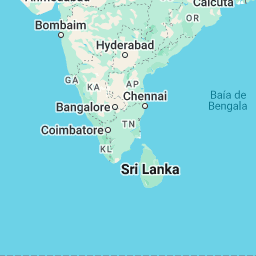 Calcuta
OR
Bombaim
Hyderabad
GA
KA
AP
Bangalore
Chennai
Baía de
Bengala
Coimbatore
TN
KL
Sri Lanka